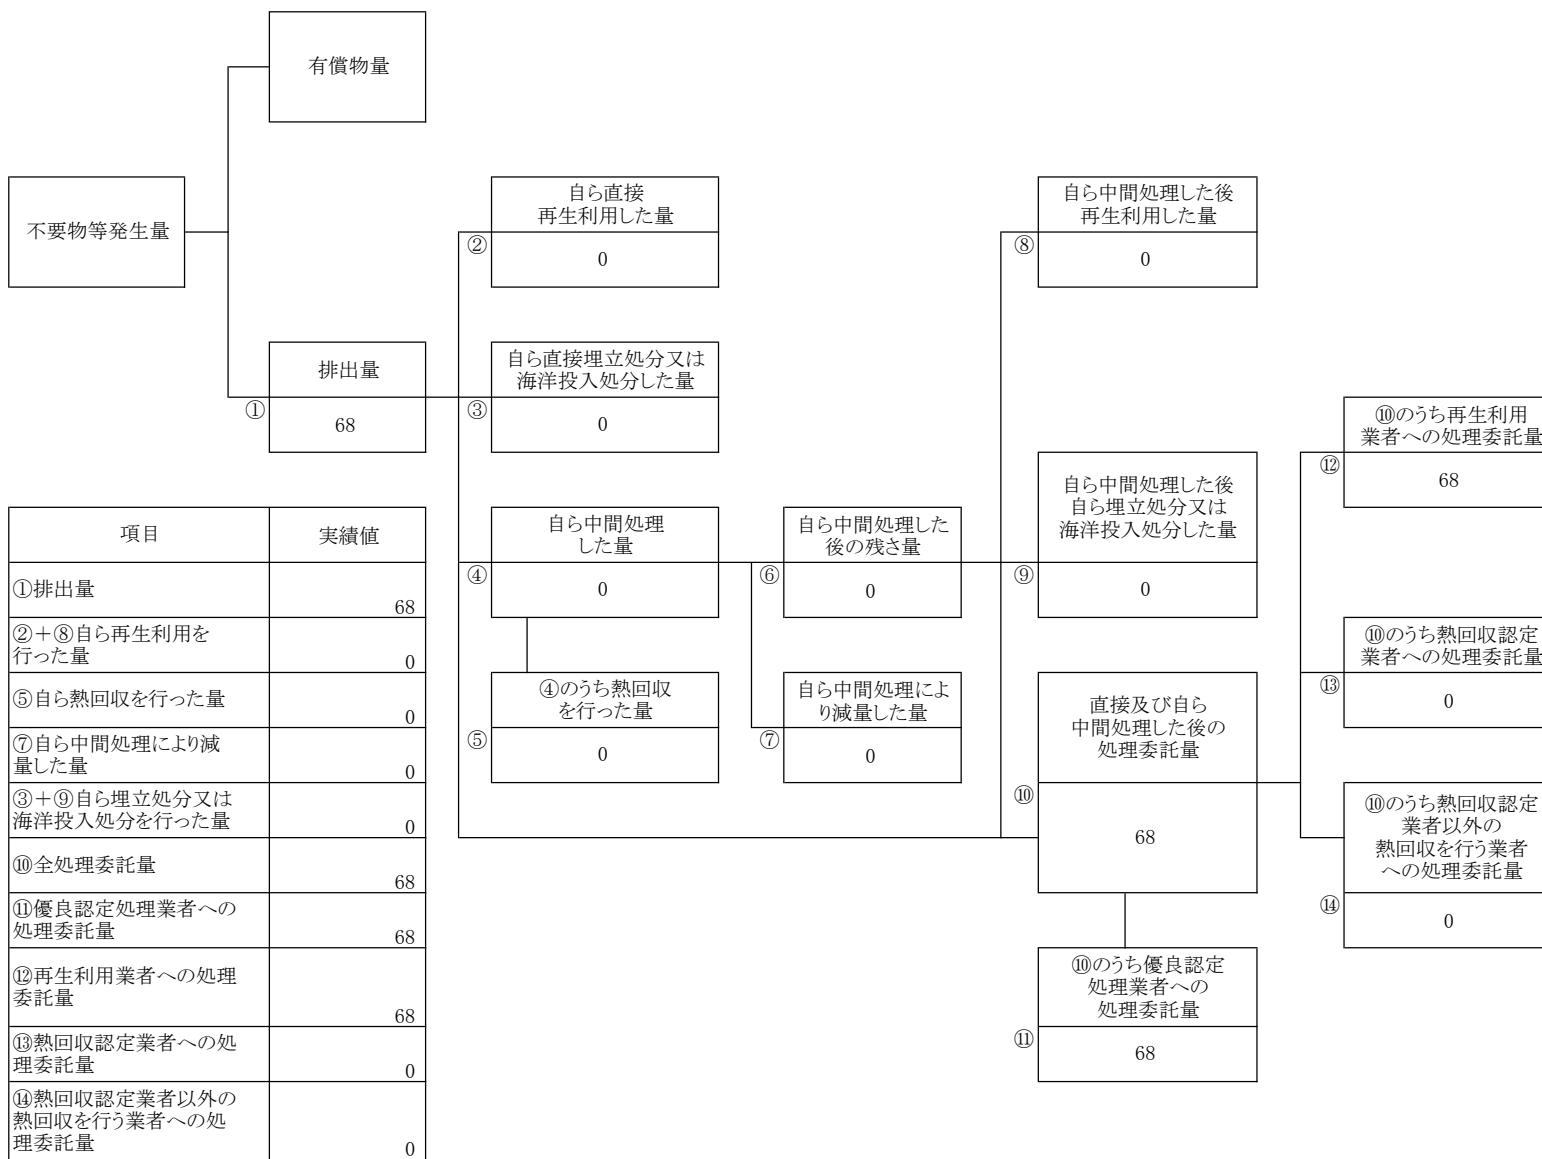 有償物量
不要物等発生量
排出量
①
68
自ら直接
再生利用した量
②
0
自ら直接埋立処分又は
海洋投入処分した量
③
0
自ら中間処理
した量
④
0
④のうち熱回収
を行った量
⑤
0
自ら中間処理した
後の残さ量
⑥
0
自ら中間処理によ
り減量した量
⑦
0
自ら中間処理した後
再生利用した量
⑧
0
自ら中間処理した後
自ら埋立処分又は
海洋投入処分した量
⑨
0
直接及び自ら
中間処理した後の
処理委託量
⑩
68
⑩のうち優良認定
処理業者への
処理委託量
⑪
68
⑩のうち再生利用
業者への処理委託量
⑫
68
⑩のうち熱回収認定
業者への処理委託量
⑬
0
⑩のうち熱回収認定
業者以外の
熱回収を行う業者
への処理委託量
⑭
0
項目 実績値
①排出量
68
②＋⑧自ら再生利用を
行った量 0
⑤自ら熱回収を行った量
0
⑦自ら中間処理により減
量した量 0
③＋⑨自ら埋立処分又は
海洋投入処分を行った量 0
⑩全処理委託量
68
⑪優良認定処理業者への
処理委託量 68
⑫再生利用業者への処理
委託量
68
⑬熱回収認定業者への処
理委託量 0
⑭熱回収認定業者以外の
熱回収を行う業者への処
理委託量 0